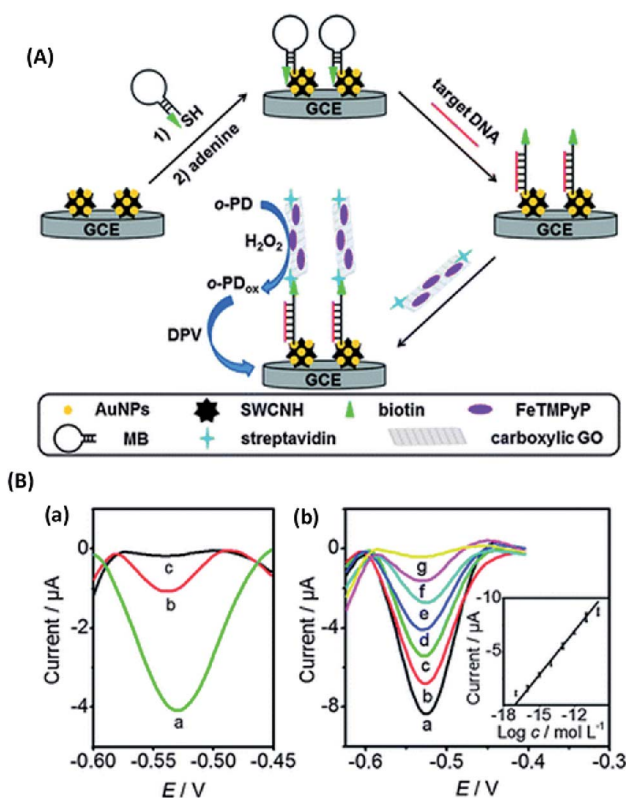 (A)
1)
SH
2) adenine
GCE
target DNA
GCE
GCE
o-PD
H₂O₂
o-PDₒₓ
DPV
GCE
AuNPs SWCNH biotin FeTMPyP
MB streptavidin carboxylic GO
(B)
(a) (b)
0
-2
-4
Current / µA
c
b
a
-0.60 -0.55 -0.50 -0.45
E / V
0
-4
-8
Current / µA
g
f
e
d
c
b
a
-0.6 -0.5 -0.4 -0.3
E / V
-10
-5
Current / µA
-18 -15 -12
Log c / mol L⁻¹